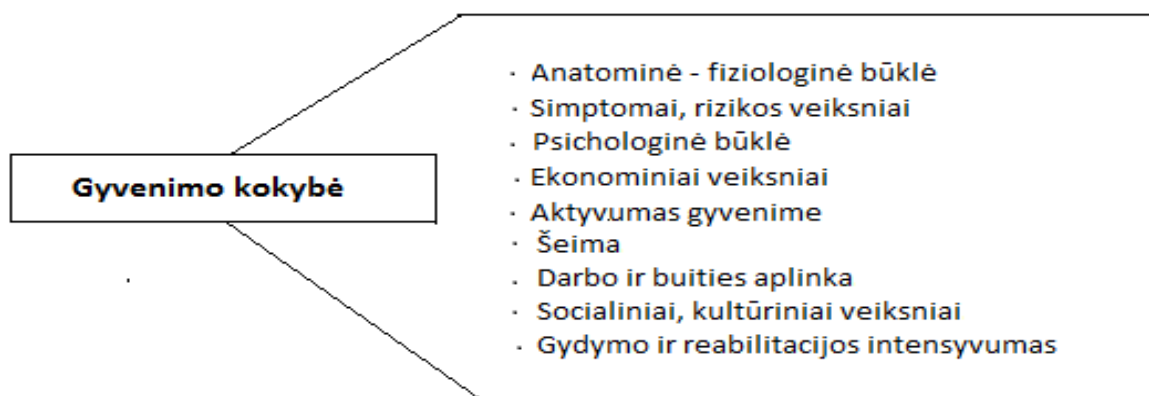 Gyvenimo kokybė
· Anatominė - fiziologinė būklė
· Simptomai, rizikos veiksniai
· Psichologinė būklė
· Ekonominiai veiksniai
· Aktyvumas gyvenime
· Šeima
· Darbo ir buities aplinka
· Socialiniai, kultūriniai veiksniai
· Gydymo ir reabilitacijos intensyvumas